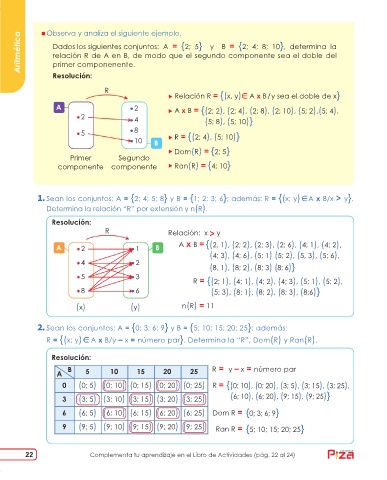 Aritmética
Observa y analiza el siguiente ejemplo.
Dados los siguientes conjuntos: A = {2; 5} y B = {2; 4; 8; 10}, determina la
relación R de A en B, de modo que el segundo componente sea el doble del
primer componenente.
Resolución:
R
A
2
5
2
4
8
10
B
Primer componente
Segundo componente
Relación R = {(x, y) ∈ A x B/y sea el doble de x}
A x B = {(2; 2), (2; 4), (2; 8), (2; 10), (5; 2), (5; 4),
(5; 8), (5; 10)}
R = {(2; 4), (5; 10)}
Dom(R) = {2; 5}
Ran(R) = {4; 10}
1. Sean los conjuntos: A = {2; 4; 5; 8} y B = {1; 2; 3; 6}; además: R = {(x; y) ∈ A x B/x > y}.
Determina la relación "R" por extensión y n(R).
Resolución:
R
A
2
4
5
8
(x)
1
2
3
6
(y)
B
Relación: x > y
A x B = {(2, 1), (2; 2), (2; 3), (2; 6), (4; 1), (4; 2),
(4; 3), (4; 6), (5; 1) (5; 2), (5, 3), (5; 6),
(8, 1), (8; 2), (8; 3) (8; 6)}
R = {(2; 1), (4; 1), (4; 2), (4; 3), (5; 1), (5; 2),
(5; 3), (8; 1), (8; 2), (8; 3), (8;6)}
n(R) = 11
2. Sean los conjuntos: A = {0; 3; 6; 9} y B = {5; 10; 15; 20; 25}; además:
R = {(x; y) ∈ A x B/y – x = número par}. Determina la "R", Dom(R) y Ran(R).
Resolución:
A B 5 10 15 20 25
0 (0; 5) (0; 10) (0; 15) (0; 20) (0; 25)
3 (3; 5) (3; 10) (3; 15) (3; 20) (3; 25)
6 (6; 5) (6; 10) (6; 15) (6; 20) (6; 25)
9 (9; 5) (9; 10) (9; 15) (9; 20) (9; 25)
R = y – x = número par
R = {(0; 10), (0; 20), (3; 5), (3; 15), (3; 25),
(6; 10), (6; 20), (9; 15), (9; 25)}
Dom R = {0; 3; 6; 9}
Ran R = {5; 10; 15; 20; 25}
22
Complementa tu aprendizaje en el Libro de Actividades (pág. 22 al 24)
Piza